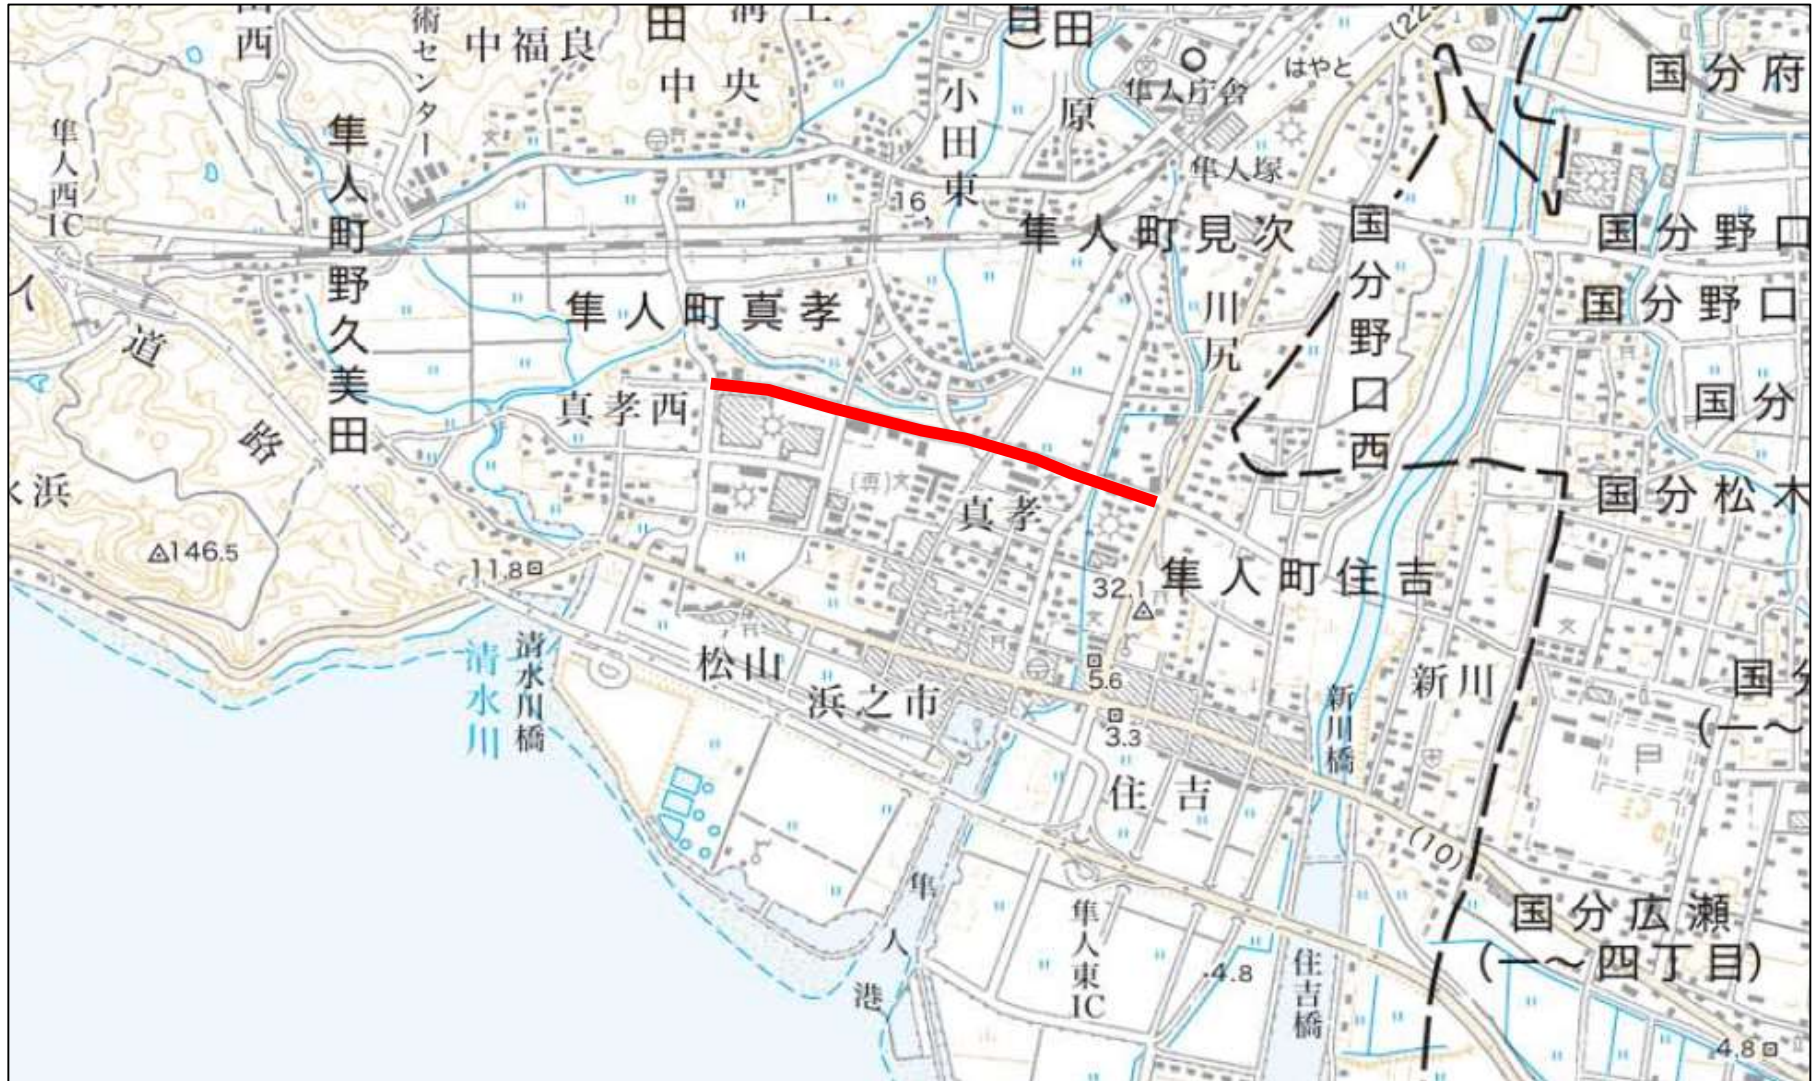 中福良
術センター
中央
小田東
原
隼人庁舎
はやと
国分府
隼人西IC
隼人町野久美田
16
隼人塚
隼人町見次
国分野口西
国分野口
隼人町真孝
川尻
国分野口
道路
真孝西
国分
(専)
真孝
国分松木
146.5
11.8
32.1
隼人町住吉
清水川
清水川橋
松山
浜之市
5.6
3.3
新川橋
新川
住吉
(10)
隼人港
隼人東IC
4.8
住吉橋
国分広瀬
(一~四丁目)
4.8